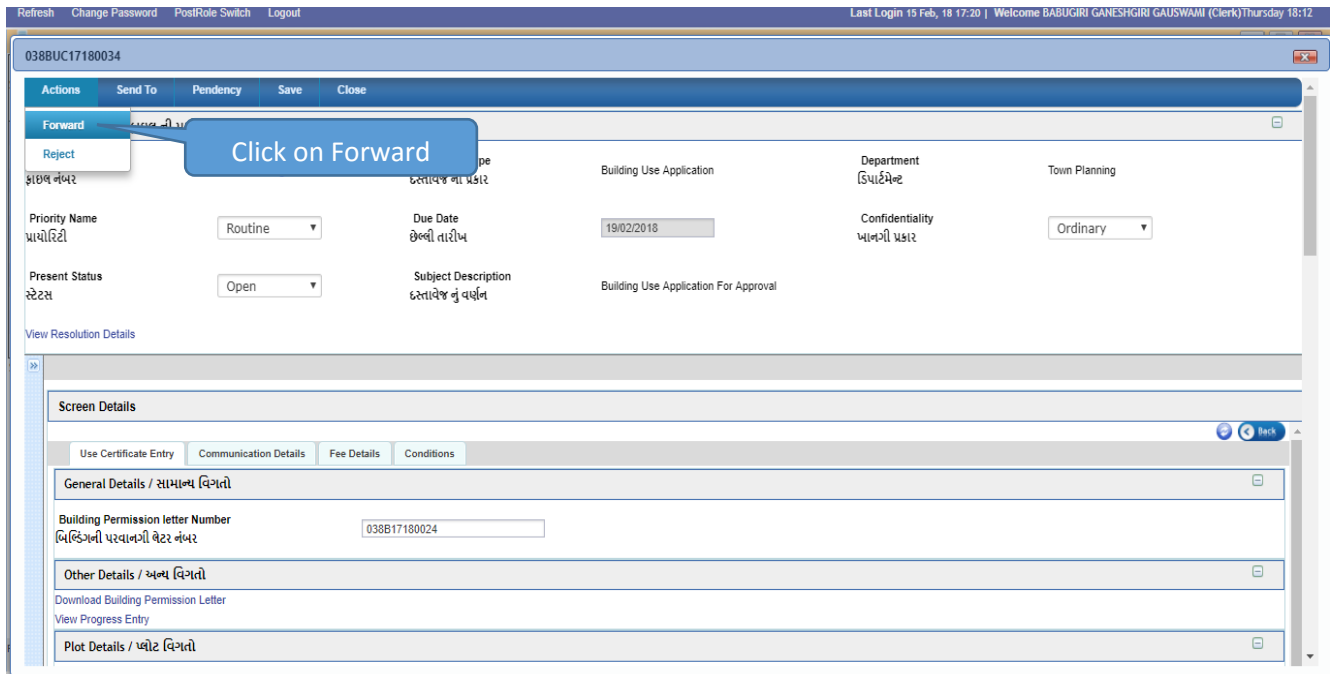 Refresh Change Password PostRole Switch Logout Last Login 15 Feb, 18 17:20 | Welcome BABUGIRI GANESHGIRI GAUSWAMI (Clerk)Thursday 18:12
038BUC17180034
Actions Send To Pendency Save Close
Forward
Reject
Click on Forward
ફાઇલ નંબર
દસ્તાવેજ નો પ્રકાર
Building Use Application
Department
ડિપાર્ટમેન્ટ
Town Planning
Priority Name
પ્રાયોરિટી
Routine
Due Date
છેલ્લી તારીખ
19/02/2018
Confidentiality
ખાનગી પ્રકાર
Ordinary
Present Status
સ્ટેટસ
Open
Subject Description
દસ્તાવેજ નું વર્ણન
Building Use Application For Approval
View Resolution Details
Screen Details
Back
Use Certificate Entry Communication Details Fee Details Conditions
General Details / સામાન્ય વિગતો
Building Permission letter Number
બિલ્ડિંગની પરવાનગી લેટર નંબર
038B17180024
Other Details / અન્ય વિગતો
Download Building Permission Letter
View Progress Entry
Plot Details / પ્લોટ વિગતો